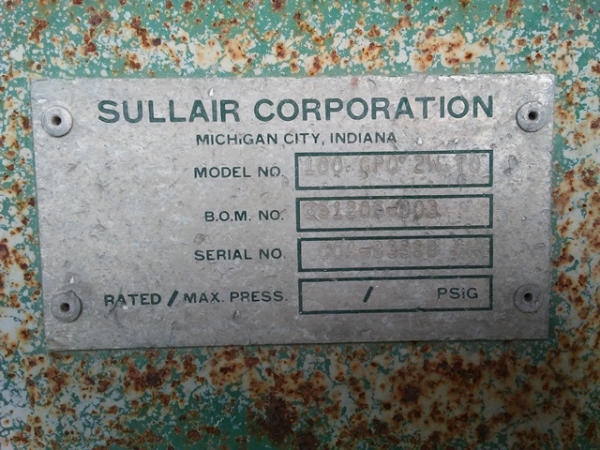 SULLAIR CORPORATION
MICHIGAN CITY, INDIANA
MODEL NO.
B.O.M. NO.
SERIAL NO.
RATED / MAX. PRESS. / PSiG